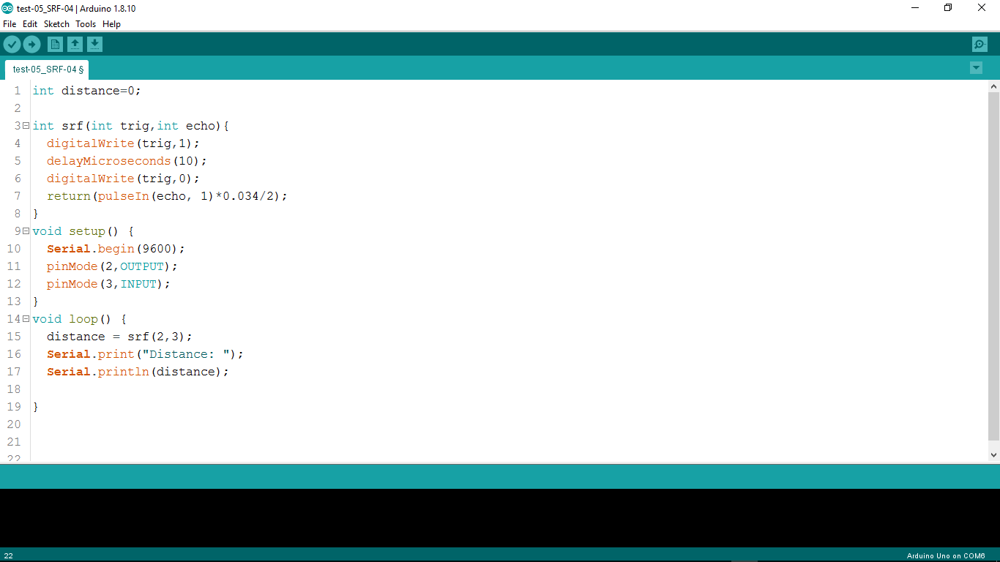 test-05_SRF-04 | Arduino 1.8.10
File Edit Sketch Tools Help
test-05_SRF-04 §
1 int distance=0;
2
3 int srf(int trig,int echo){
4   digitalWrite(trig,1);
5   delayMicroseconds(10);
6   digitalWrite(trig,0);
7   return(pulseIn(echo, 1)*0.034/2);
8 }
9 void setup() {
10   Serial.begin(9600);
11   pinMode(2,OUTPUT);
12   pinMode(3,INPUT);
13 }
14 void loop() {
15   distance = srf(2,3);
16   Serial.print("Distance: ");
17   Serial.println(distance);
18
19 }
20
21
22
22 Arduino Uno on COM6